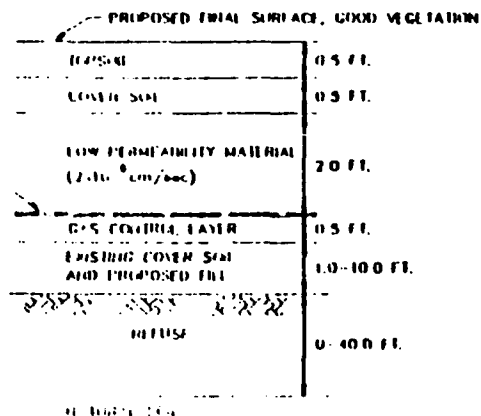 PROPOSED FINAL SURFACE, GOOD VEGETATION
TOPSOIL 0.5 FT.
COVER SOIL 0.5 FT.
LOW PERMEABILITY MATERIAL 2.0 FT.
cm/sec)
GAS CONTROL LAYER 0.5 FT.
EXISTING COVER SOIL
AND PROPOSED FILL 1.0-10.0 FT.
REFUSE
0-40.0 FT.